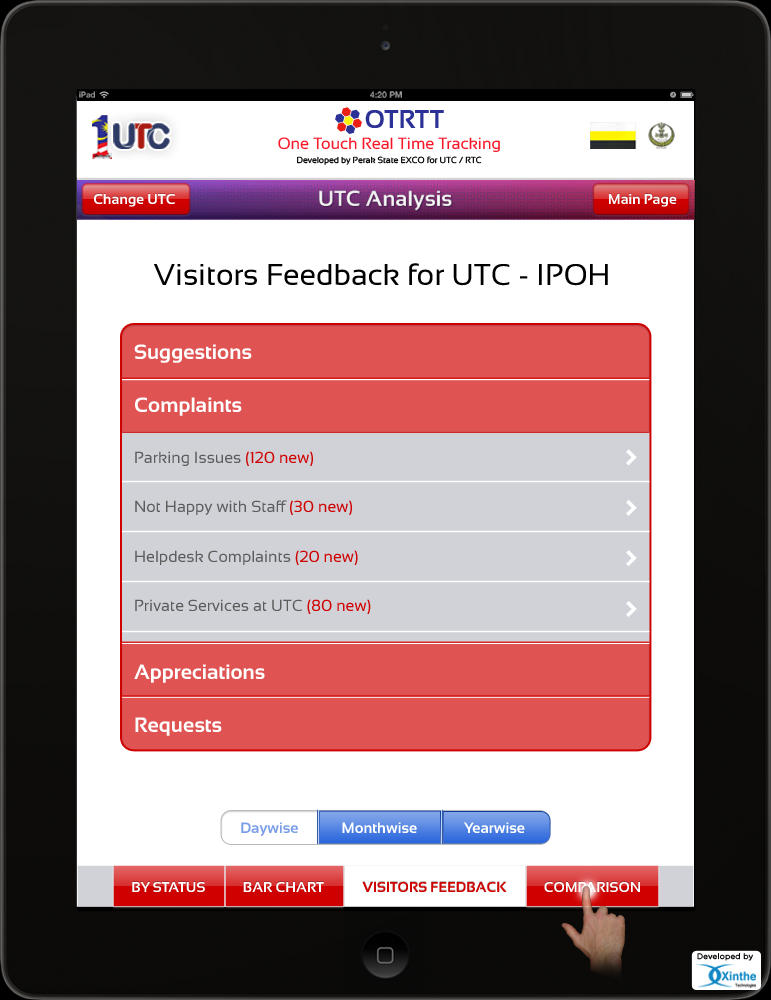 iPad
4:20 PM
1UTC
OTRTT
One Touch Real Time Tracking
Developed by Perak State EXCO for UTC / RTC
Change UTC
UTC Analysis
Main Page
Visitors Feedback for UTC - IPOH
Suggestions
Complaints
Parking Issues (120 new)
Not Happy with Staff (30 new)
Helpdesk Complaints (20 new)
Private Services at UTC (80 new)
Appreciations
Requests
Daywise
Monthwise
Yearwise
BY STATUS
BAR CHART
VISITORS FEEDBACK
COMPARISON
Developed by
Xinthe
Technologies